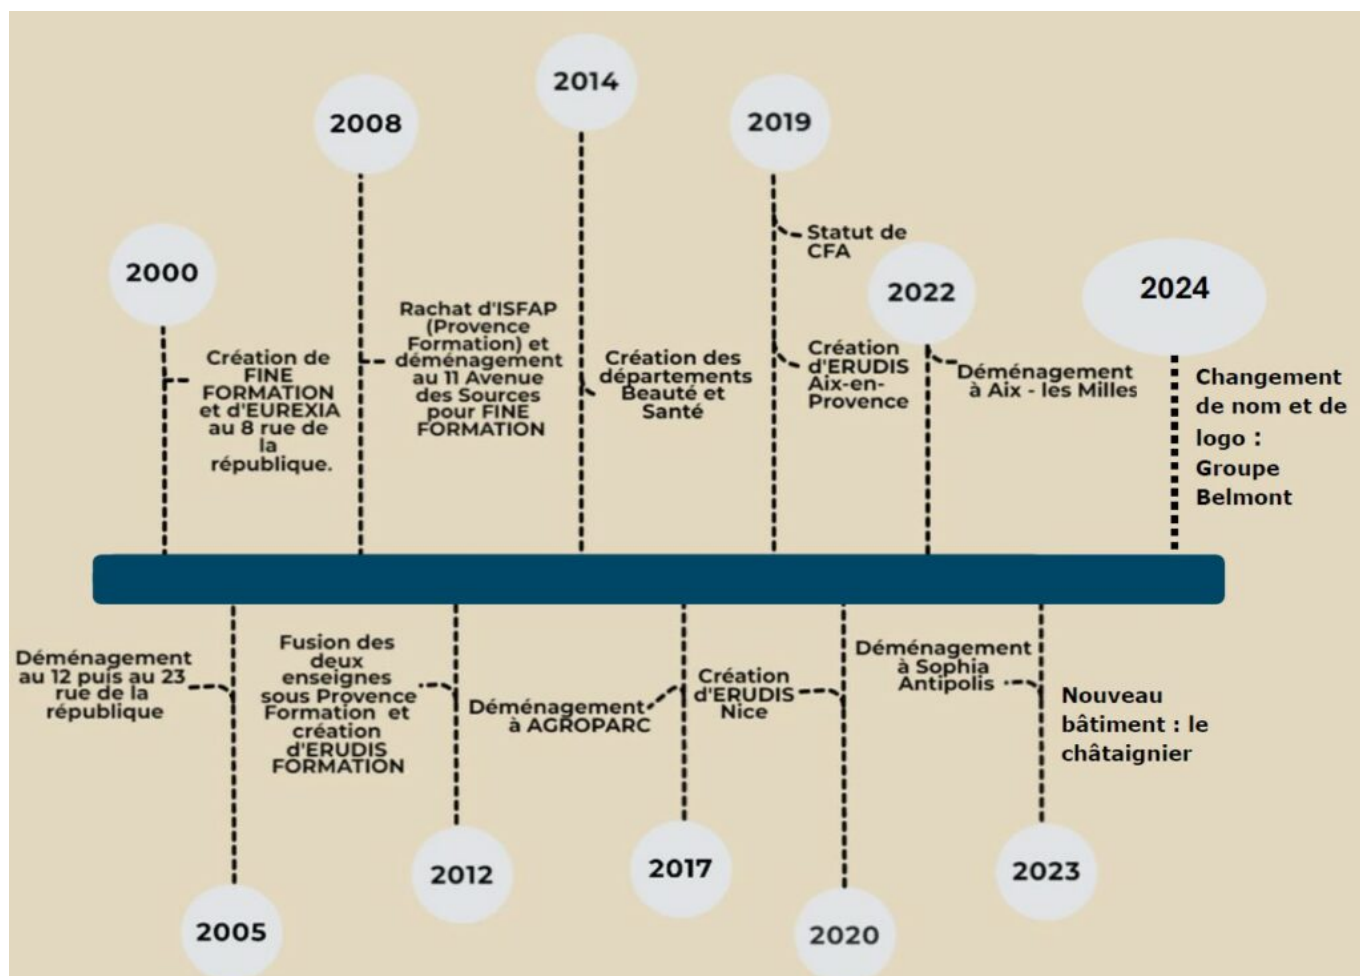 2000
Création de
FINE
FORMATION
et d'EUREXIA
au 8 rue de
la
république.
2005
Déménagement
au 12 puis au 23
rue de la
république
2008
Rachat d'ISFAP
(Provence
Formation) et
déménagement
au 11 Avenue
des Sources
pour FINE
FORMATION
2012
Fusion des
deux
enseignes
sous Provence
Formation et
création
d'ERUDIS
FORMATION
2014
Création des
départements
Beauté et
Santé
2017
Déménagement
à AGROPARC
2019
Statut de
CFA
Création
d'ERUDIS
Aix-en-
Provence
2020
Création
d'ERUDIS
Nice
2022
Déménagement
à Aix - les Milles
2023
Déménagement
à Sophia
Antipolis
Nouveau
bâtiment : le
châtaignier
2024
Changement
de nom et de
logo :
Groupe
Belmont